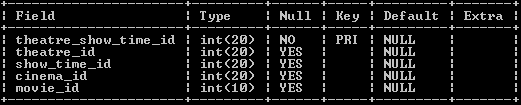 Field | Type | Null | Key | Default | Extra
theatre_show_time_id | int(20) | NO | PRI | NULL | |
theatre_id | int(20) | YES | | NULL | |
show_time_id | int(20) | YES | | NULL | |
cinema_id | int(20) | YES | | NULL | |
movie_id | int(10) | YES | | NULL | |